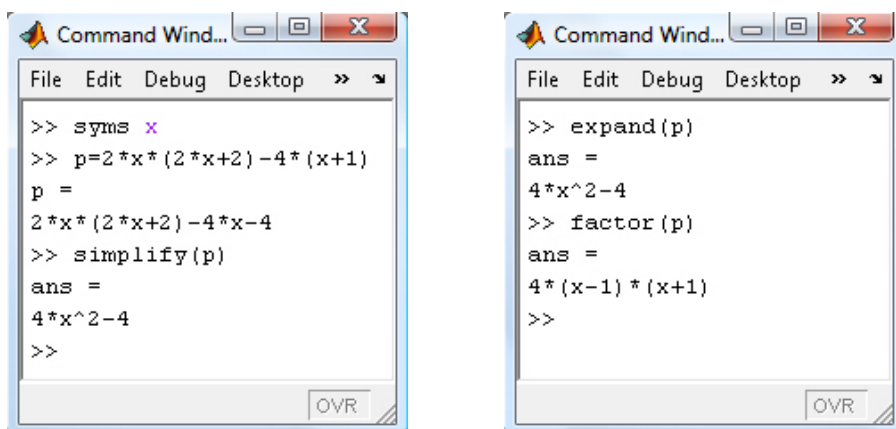 Command Wind...
File Edit Debug Desktop »
>> syms x
>> p=2*x*(2*x+2)-4*(x+1)
p =
2*x*(2*x+2)-4*x-4
>> simplify(p)
ans =
4*x^2-4
>>
OVR
Command Wind...
File Edit Debug Desktop »
>> expand(p)
ans =
4*x^2-4
>> factor(p)
ans =
4*(x-1)*(x+1)
>>
OVR